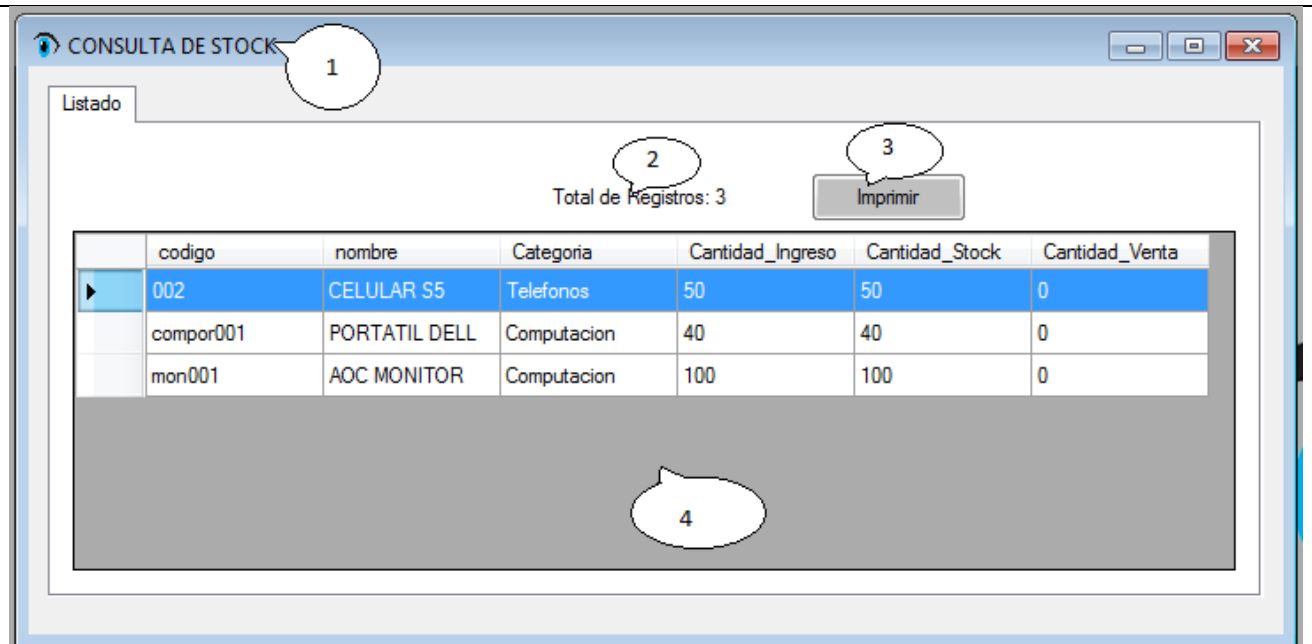 CONSULTA DE STOCK
1
Listado
2
3
Total de Registros: 3
Imprimir
codigo nombre Categoria Cantidad_Ingreso Cantidad_Stock Cantidad_Venta
002 CELULAR S5 Telefonos 50 50 0
compor001 PORTATIL DELL Computacion 40 40 0
mon001 AOC MONITOR Computacion 100 100 0
4